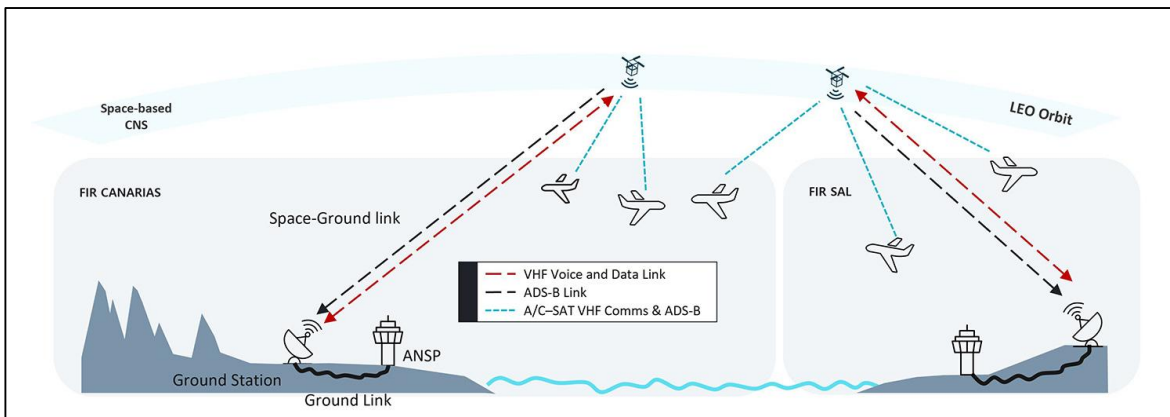 Space-based
CNS
LEO Orbit
FIR CANARIAS
FIR SAL
Space-Ground link
VHF Voice and Data Link
ADS-B Link
A/C–SAT VHF Comms & ADS-B
ANSP
Ground Station
Ground Link